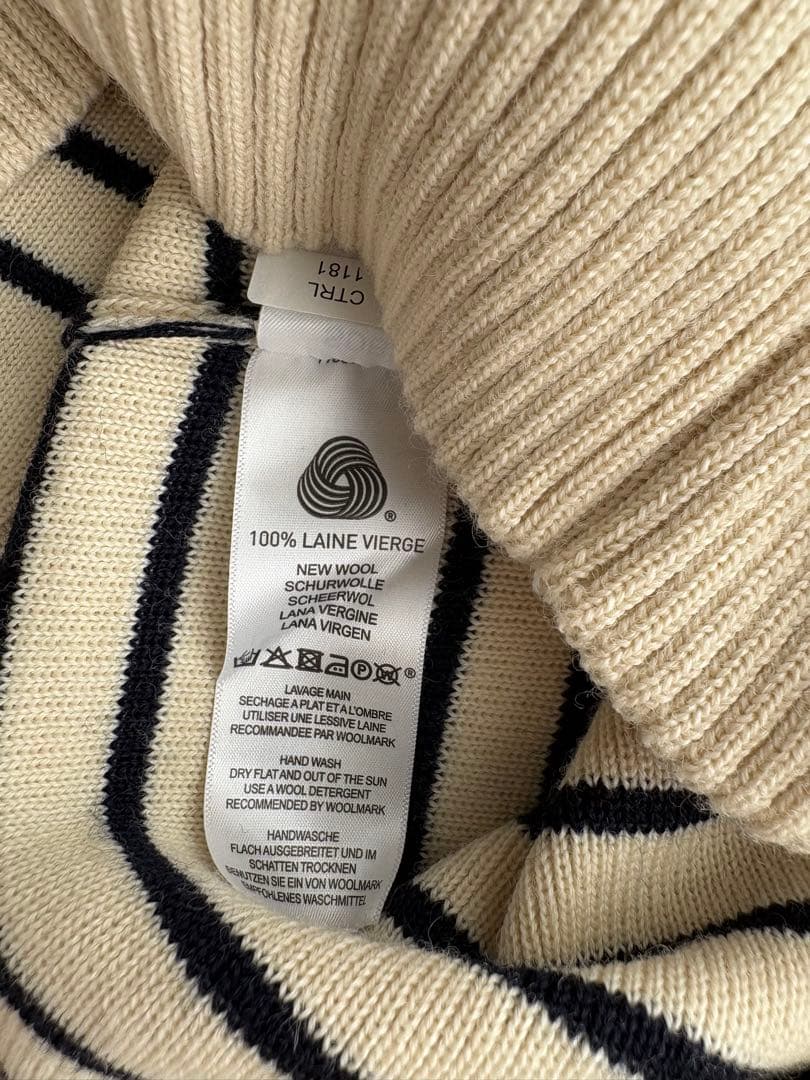 CTRL
1181
®
100% LAINE VIERGE
NEW WOOL
SCHURWOLLE
SCHEERWOL
LANA VERGINE
LANA VIRGEN
®
LAVAGE MAIN
SECHAGE A PLAT ET A L'OMBRE
UTILISER UNE LESSIVE LAINE
RECOMMANDEE PAR WOOLMARK
HAND WASH
DRY FLAT AND OUT OF THE SUN
USE A WOOL DETERGENT
RECOMMENDED BY WOOLMARK
HANDWASCHE
FLACH AUSGEBREITET UND IM
SCHATTEN TROCKNEN
BENUTZEN SIE EIN VON WOOLMARK
EMPFOHLENES WASCHMITTEL